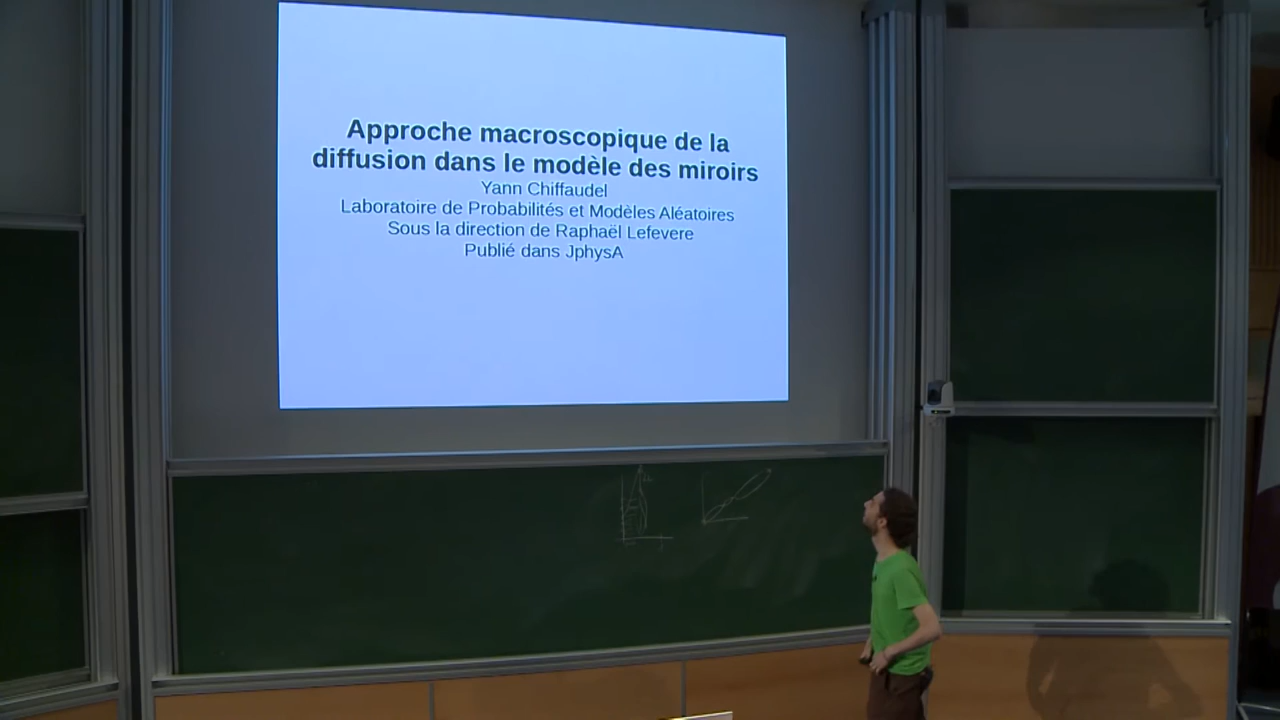 Approche macroscopique de la
diffusion dans le modèle des miroirs
Yann Chiffaudel
Laboratoire de Probabilités et Modèles Aléatoires
Sous la direction de Raphaël Lefevere
Publié dans JphysA